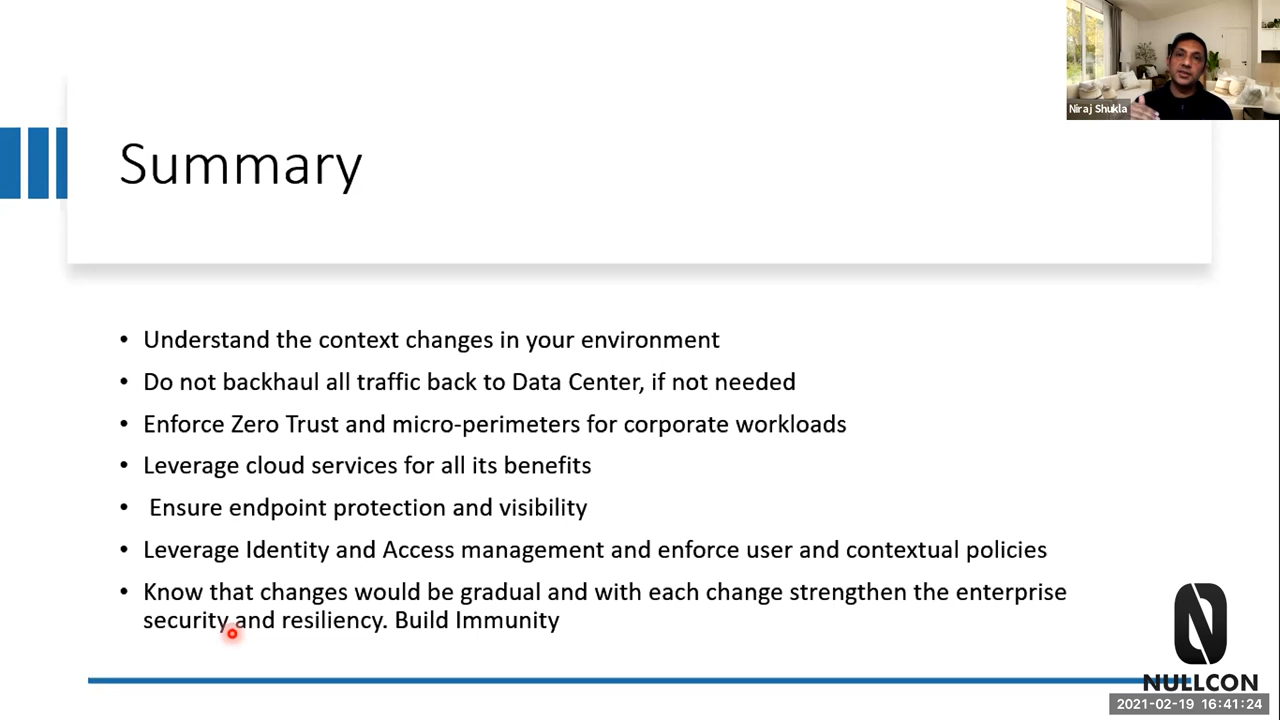 Niraj Shukla
Summary
• Understand the context changes in your environment
• Do not backhaul all traffic back to Data Center, if not needed
• Enforce Zero Trust and micro-perimeters for corporate workloads
• Leverage cloud services for all its benefits
• Ensure endpoint protection and visibility
• Leverage Identity and Access management and enforce user and contextual policies
• Know that changes would be gradual and with each change strengthen the enterprise
security and resiliency. Build Immunity
NULLCON
2021-02-19 16:41:24